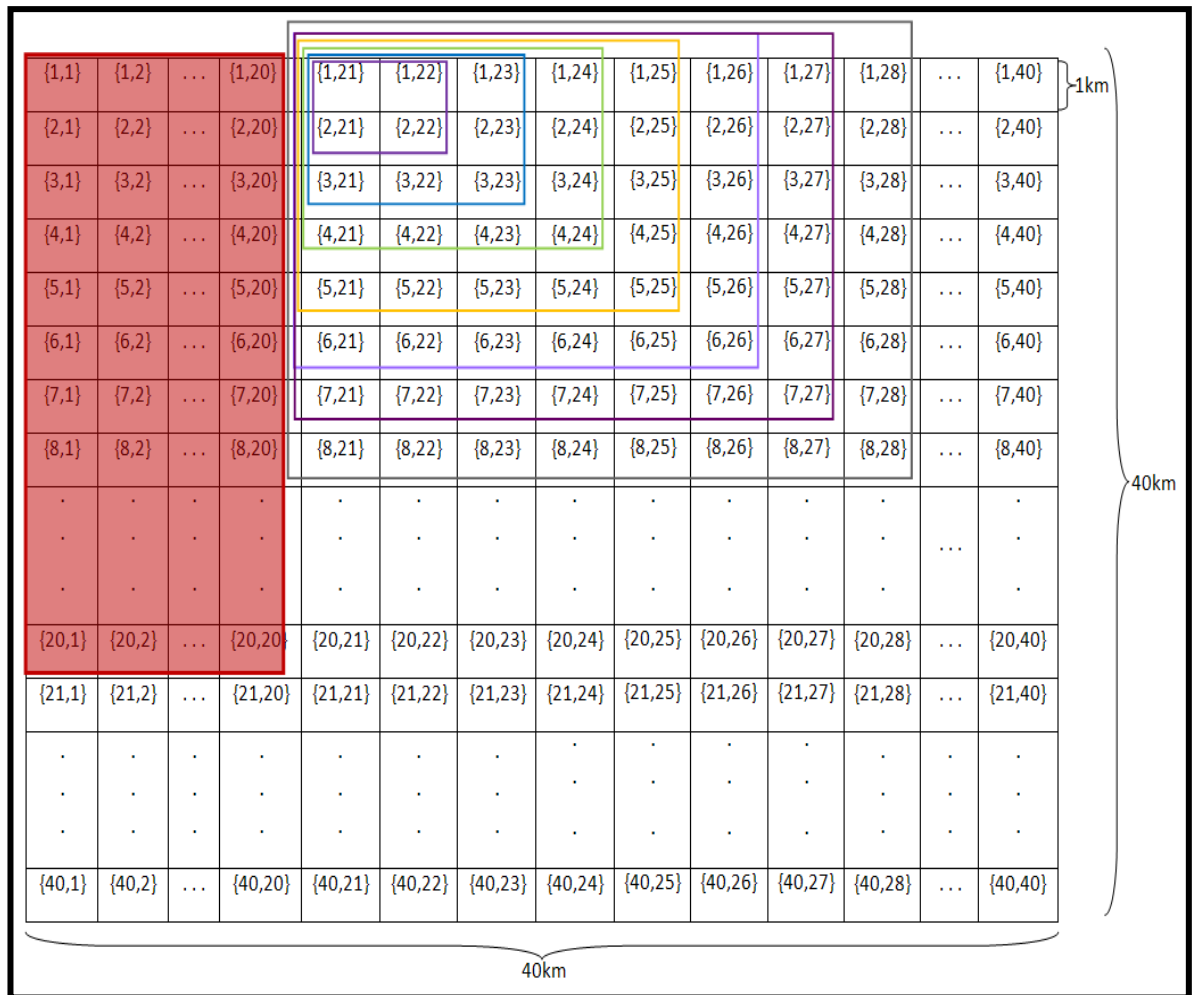 {1,1} {1,2} ... {1,20} {1,21} {1,22} {1,23} {1,24} {1,25} {1,26} {1,27} {1,28} ... {1,40} 1km
{2,1} {2,2} ... {2,20} {2,21} {2,22} {2,23} {2,24} {2,25} {2,26} {2,27} {2,28} ... {2,40}
{3,1} {3,2} ... {3,20} {3,21} {3,22} {3,23} {3,24} {3,25} {3,26} {3,27} {3,28} ... {3,40}
{4,1} {4,2} ... {4,20} {4,21} {4,22} {4,23} {4,24} {4,25} {4,26} {4,27} {4,28} ... {4,40}
{5,1} {5,2} ... {5,20} {5,21} {5,22} {5,23} {5,24} {5,25} {5,26} {5,27} {5,28} ... {5,40}
{6,1} {6,2} ... {6,20} {6,21} {6,22} {6,23} {6,24} {6,25} {6,26} {6,27} {6,28} ... {6,40}
{7,1} {7,2} ... {7,20} {7,21} {7,22} {7,23} {7,24} {7,25} {7,26} {7,27} {7,28} ... {7,40}
{8,1} {8,2} ... {8,20} {8,21} {8,22} {8,23} {8,24} {8,25} {8,26} {8,27} {8,28} ... {8,40}
40km
. . . . . . . . . . . . .
. . . . . . . . . . . . ... .
. . . . . . . . . . . . .
{20,1} {20,2} ... {20,20} {20,21} {20,22} {20,23} {20,24} {20,25} {20,26} {20,27} {20,28} ... {20,40}
{21,1} {21,2} ... {21,20} {21,21} {21,22} {21,23} {21,24} {21,25} {21,26} {21,27} {21,28} ... {21,40}
. . . . . . . . . . . . . .
. . . . . . . . . . . . . .
. . . . . . . . . . . . . .
{40,1} {40,2} ... {40,20} {40,21} {40,22} {40,23} {40,24} {40,25} {40,26} {40,27} {40,28} ... {40,40}
40km